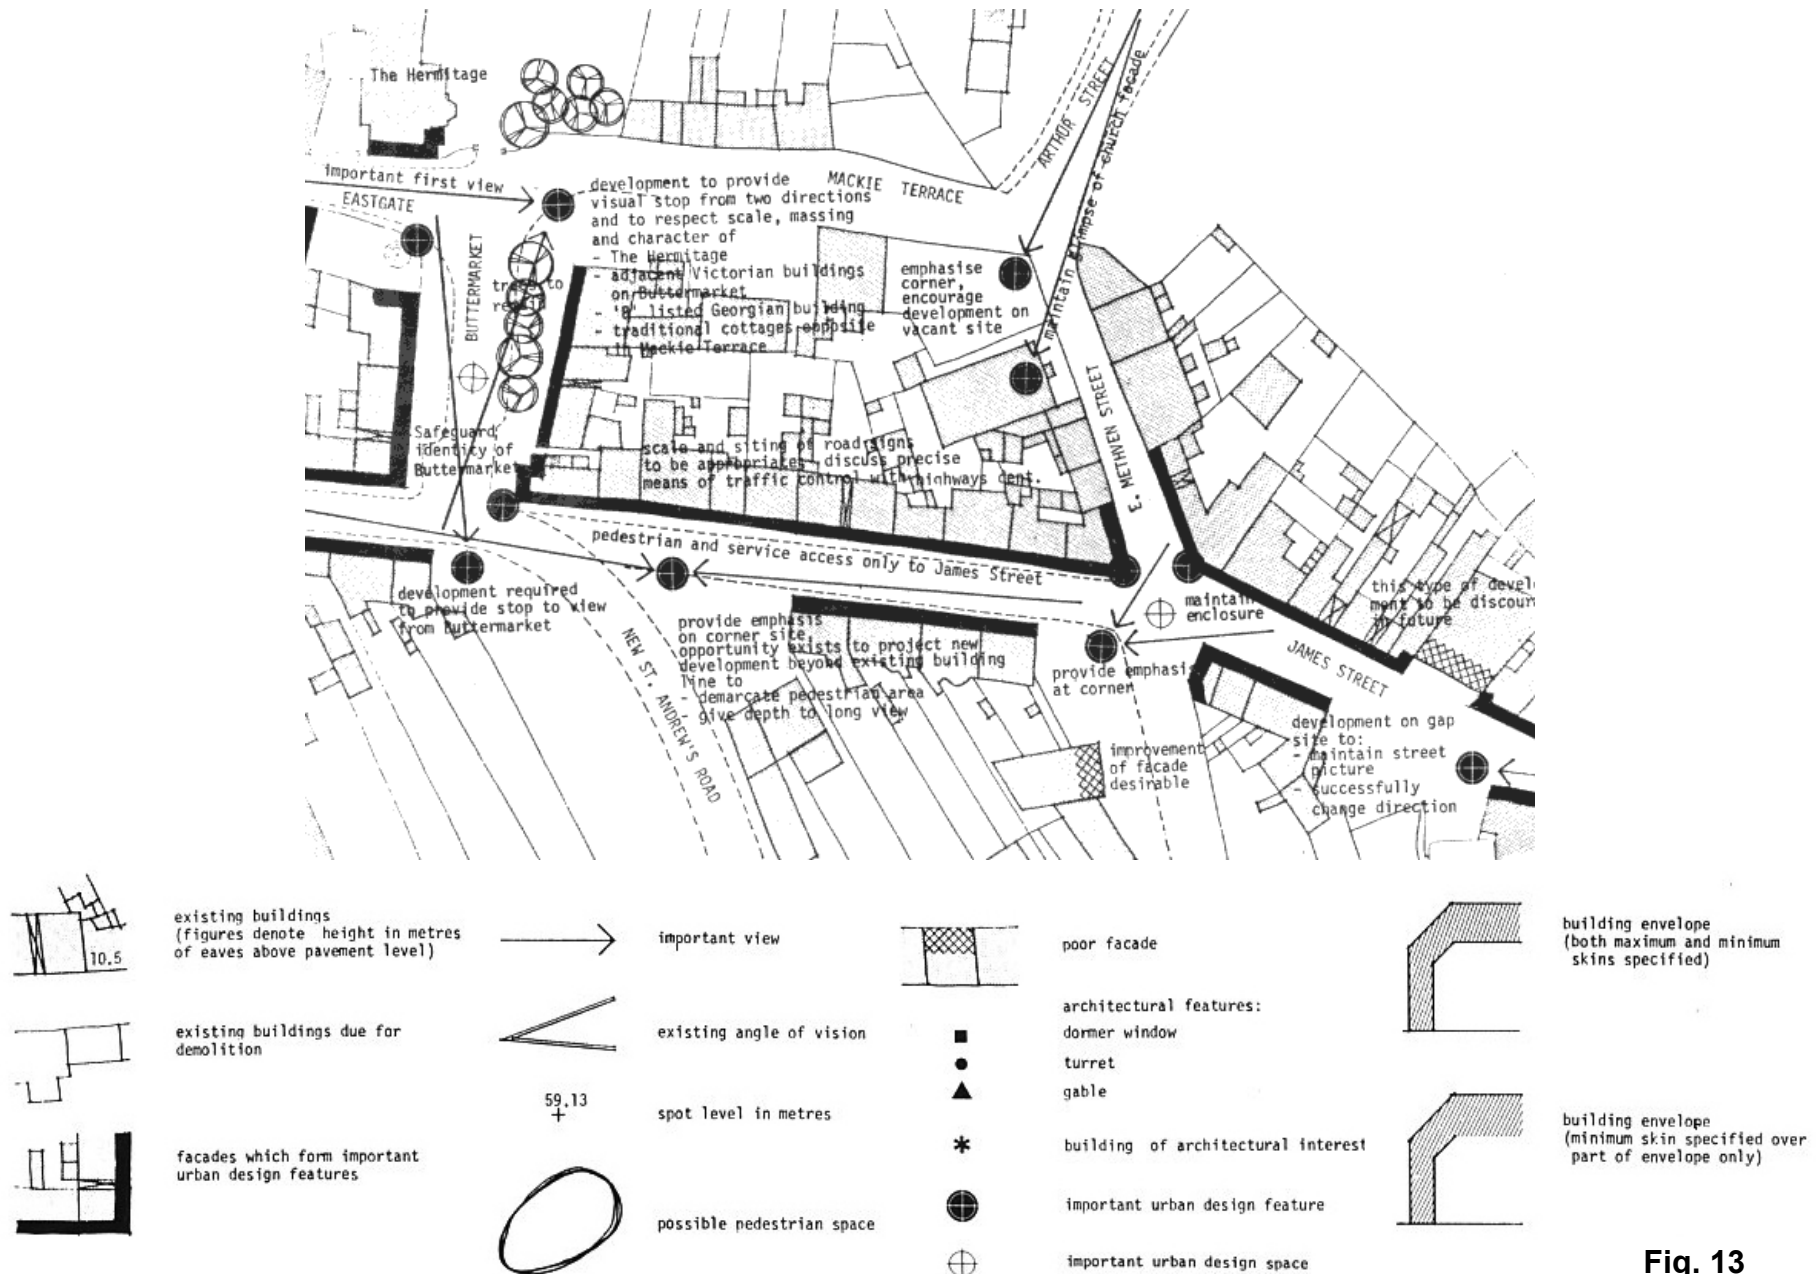 The Hermitage
important first view
EASTGATE
BUTTERMARKET
trees to
development to provide
visual stop from two directions
and to respect scale, massing
and character of
- The Hermitage
- adjacent Victorian buildings
on Buttermarket
- 'B' listed Georgian building
- traditional cottages opposite
in Mackie Terrace
MACKIE TERRACE
ARTHUR STREET
maintain glimpse of church facade
emphasise
corner,
encourage
development on
vacant site
E. METHVEN STREET
Safeguard
identity of
Buttermarket
scale and siting of road signs
to be appropriate - discuss precise
means of traffic control with highways dept.
pedestrian and service access only to James Street
development required
to provide stop to view
from Buttermarket
NEW ST. ANDREW'S ROAD
provide emphasis
on corner site,
opportunity exists to project new
development beyond existing building
line to
- demarcate pedestrian area
- give depth to long view
maintain
enclosure
provide emphasis
at corner
this type of devel
ment to be discour
in future
JAMES STREET
improvement
of facade
desirable
development on gap
site to:
- maintain street
picture
- successfully
change direction
existing buildings
(figures denote height in metres
of eaves above pavement level)
10.5
existing buildings due for
demolition
facades which form important
urban design features
important view
existing angle of vision
59.13
spot level in metres
possible pedestrian space
poor facade
architectural features:
dormer window
turret
gable
building of architectural interest
important urban design feature
important urban design space
building envelope
(both maximum and minimum
skins specified)
building envelope
(minimum skin specified over
part of envelope only)
Fig. 13